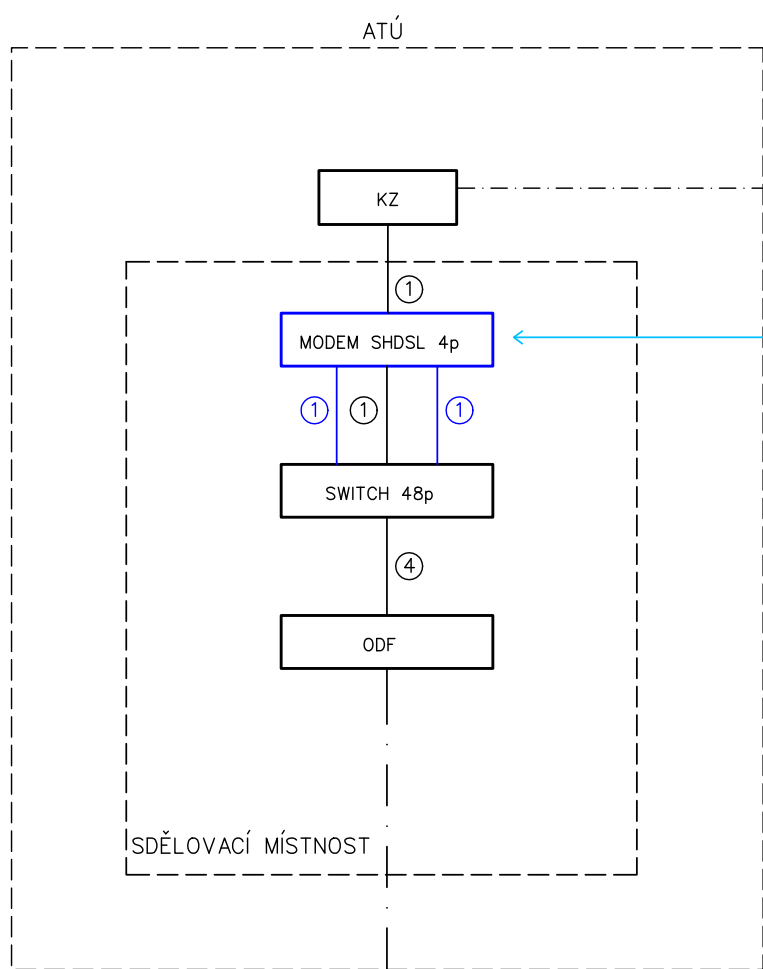 ATÚ
KZ
1
MODEM SHDSL 4p
1 1 1
SWITCH 48p
4
ODF
SDĚLOVACÍ MÍSTNOST